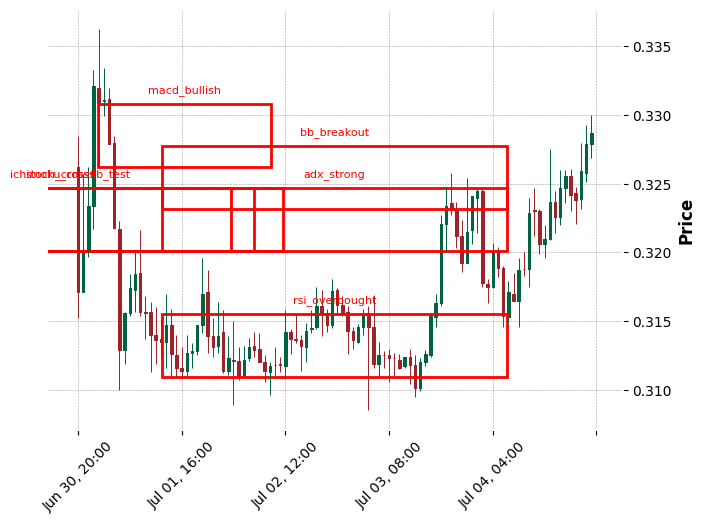 macd_bullish
bb_breakout
adx_strong
rsi_overbought
0.335
0.330
0.325
0.320
0.315
0.310
Price
Jun 30, 20:00
Jul 01, 16:00
Jul 02, 12:00
Jul 03, 08:00
Jul 04, 04:00